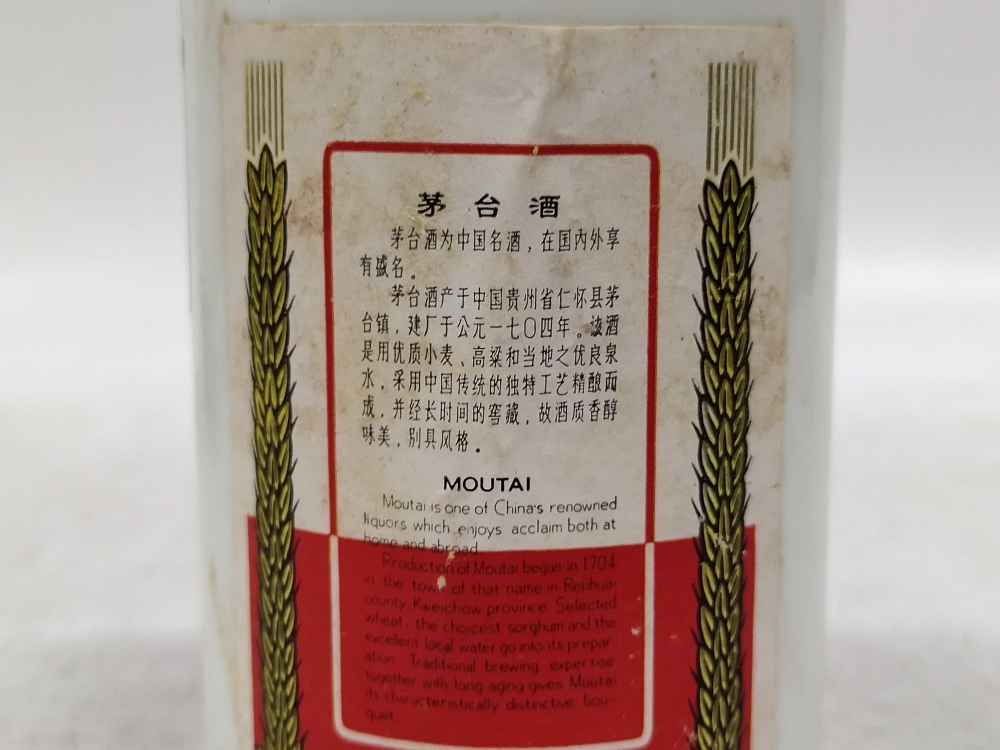 茅台酒
茅台酒为中国名酒，在国内外享
有盛名。
茅台酒产于中国贵州省仁怀县茅
台镇，建厂于公元一七〇四年。该酒
是用优质小麦、高粱和当地之优良泉
水，采用中国传统的独特工艺精酿而
成，并经长时间的窖藏，故酒质香醇
味美，别具风格。
MOUTAI
Moutai is one of China's renowned
liquors which enjoys acclaim both at
home and abroad
Production of Moutai began in 1704
in the town of that name in Renhuai
county, Kweichow province. Selected
wheat, the choicest sorghum and the
excellent local water go into its prepar-
ation. Traditional brewing expertise
together with long aging gives Moutai
its characteristically distinctive bou-
quet.